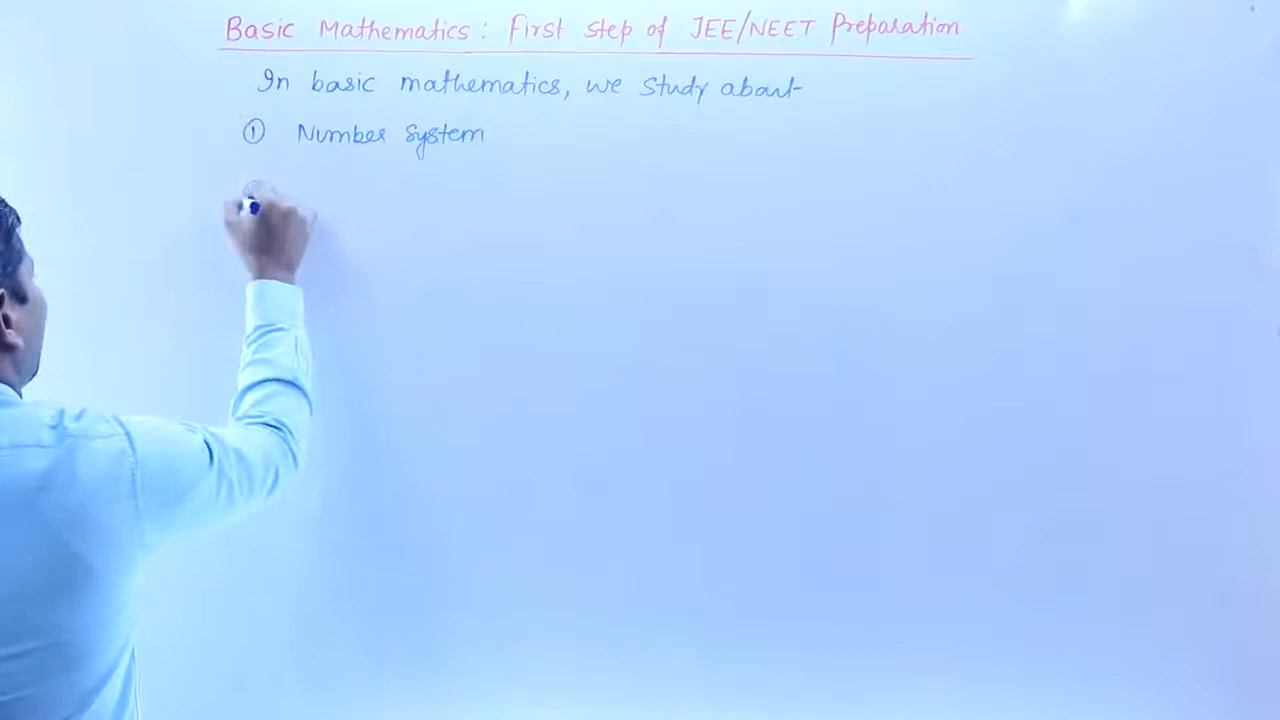 Basic Mathematics : First step of JEE/NEET Preparation
In basic mathematics, we study about-
① Number System